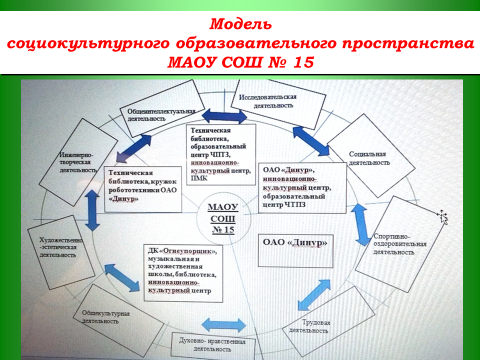 Модель
социокультурного образовательного пространства
МАОУ СОШ № 15
Общеинтеллектуальная
деятельность
Исследовательская
деятельность
Инженерно-
творческая
деятельность
Техническая
библиотека,
образовательный
центр ЧТПЗ,
инновационно-
культурный центр,
ПМК
Социальная
деятельность
Техническая
библиотека, кружок
робототехники ОАО
«Динур»
ОАО «Динур»,
инновационно-
культурный центр,
образовательный
центр ЧТПЗ
МАОУ
СОШ
№ 15
Художественно
-эстетическая
деятельность
ДК «Огнеупорщик»,
музыкальная и
художественная
школы, библиотека,
инновационно-
культурный центр
ОАО «Динур»
Спортивно-
оздоровительная
деятельность
Общекультурная
деятельность
Трудовая
деятельность
Духовно- нравственная
деятельность